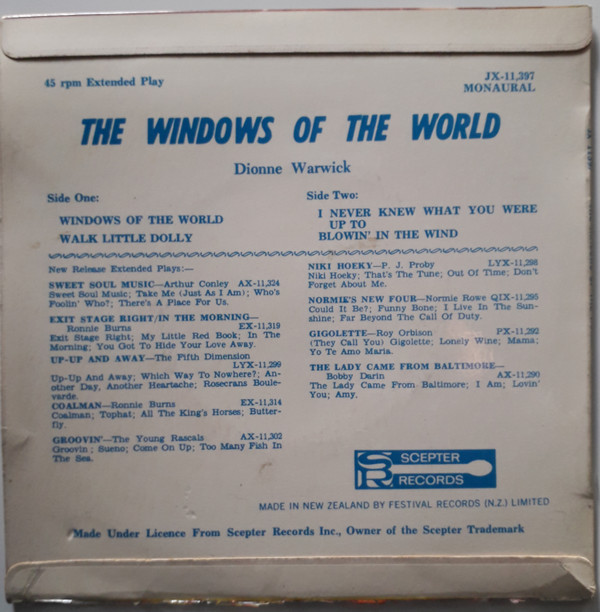 45 rpm Extended Play
JX-11,397
MONAURAL
THE WINDOWS OF THE WORLD
Dionne Warwick
Side One:
WINDOWS OF THE WORLD
WALK LITTLE DOLLY
Side Two:
I NEVER KNEW WHAT YOU WERE
UP TO
BLOWIN' IN THE WIND
New Release Extended Plays:—
SWEET SOUL MUSIC—Arthur Conley AX-11,324
Sweet Soul Music; Take Me (Just As I Am); Who's
Foolin' Who?; There's A Place For Us.
EXIT STAGE RIGHT/IN THE MORNING—
Ronnie Burns EX-11,319
Exit Stage Right; My Little Red Book; In The
Morning; You Got To Hide Your Love Away.
UP-UP AND AWAY—The Fifth Dimension
LYX-11,299
Up-Up And Away; Which Way To Nowhere?; An-
other Day, Another Heartache; Rosecrans Boule-
varde.
COALMAN—Ronnie Burns EX-11,314
Coalman; Tophat; All The King's Horses; Butter-
fly.
GROOVIN'—The Young Rascals AX-11,302
Groovin; Sueno; Come On Up; Too Many Fish In
The Sea.
NIKI HOEKY—P. J. Proby LYX-11,298
Niki Hoeky; That's The Tune; Out Of Time; Don't
Forget About Me.
NORMIK'S NEW FOUR—Normie Rowe QIX-11,295
Could It Be?; Funny Bone; I Live In The Sun-
shine; Far Beyond The Call Of Duty.
GIGOLETTE—Roy Orbison PX-11,292
(They Call You) Gigolette; Lonely Wine; Mama;
Yo Te Amo Maria.
THE LADY CAME FROM BALTIMORE—
Bobby Darin AX-11,290
The Lady Came From Baltimore; I Am; Lovin'
You; Amy.
SR SCEPTER
RECORDS
MADE IN NEW ZEALAND BY FESTIVAL RECORDS (N.Z.) LIMITED
Made Under Licence From Scepter Records Inc., Owner of the Scepter Trademark